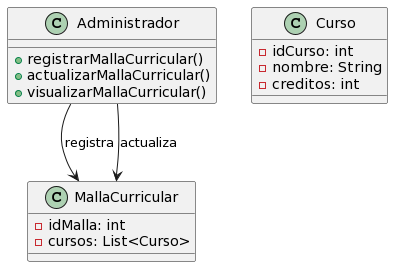 C Administrador
registrarMallaCurricular()
actualizarMallaCurricular()
visualizarMallaCurricular()
C Curso
idCurso: int
nombre: String
creditos: int
registra
actualiza
C MallaCurricular
idMalla: int
cursos: List<Curso>